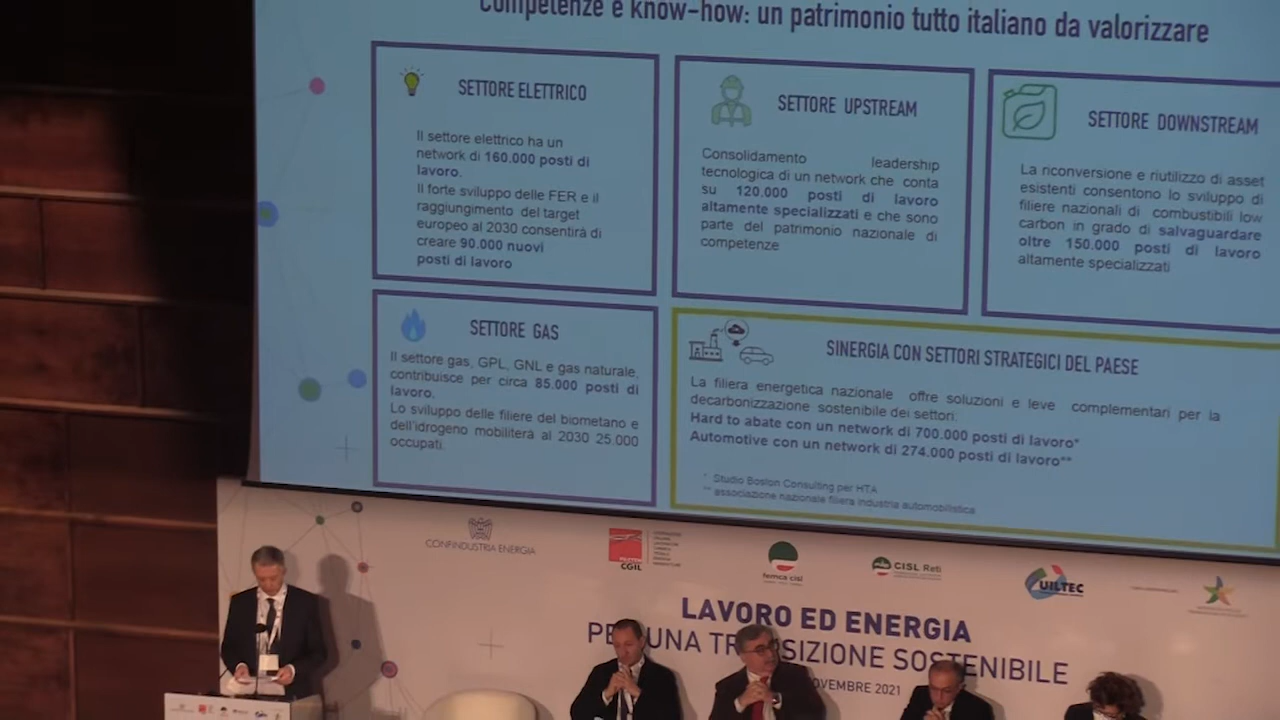 Competenze e know-how: un patrimonio tutto italiano da valorizzare
SETTORE ELETTRICO
Il settore elettrico ha un
network di 160.000 posti di
lavoro.
Il forte sviluppo delle FER e il
raggiungimento del target
europeo al 2030 consentirà di
creare 90.000 nuovi
posti di lavoro
SETTORE UPSTREAM
Consolidamento leadership
tecnologica di un network che conta
su 120.000 posti di lavoro
altamente specializzati e che sono
parte del patrimonio nazionale di
competenze
SETTORE DOWNSTREAM
La riconversione e riutilizzo di asset
esistenti consentono lo sviluppo di
filiere nazionali di combustibili low
carbon in grado di salvaguardare
oltre 150.000 posti di lavoro
altamente specializzati
SETTORE GAS
Il settore gas, GPL, GNL e gas naturale,
contribuisce per circa 85.000 posti di
lavoro.
Lo sviluppo delle filiere del biometano e
dell'idrogeno mobiliterà al 2030 25.000
occupati.
SINERGIA CON SETTORI STRATEGICI DEL PAESE
La filiera energetica nazionale offre soluzioni e leve complementari per la
decarbonizzazione sostenibile dei settori.
Hard to abate con un network di 700.000 posti di lavoro*
Automotive con un network di 274.000 posti di lavoro**
* Studio Boston Consulting per HTA
** associazione nazionale filiera industria automobilistica
CONFINDUSTRIA ENERGIA
CGIL
femca cisl
CISL Reti
UILTEC
LAVORO ED ENERGIA
PER UNA TRANSIZIONE SOSTENIBILE
NOVEMBRE 2021